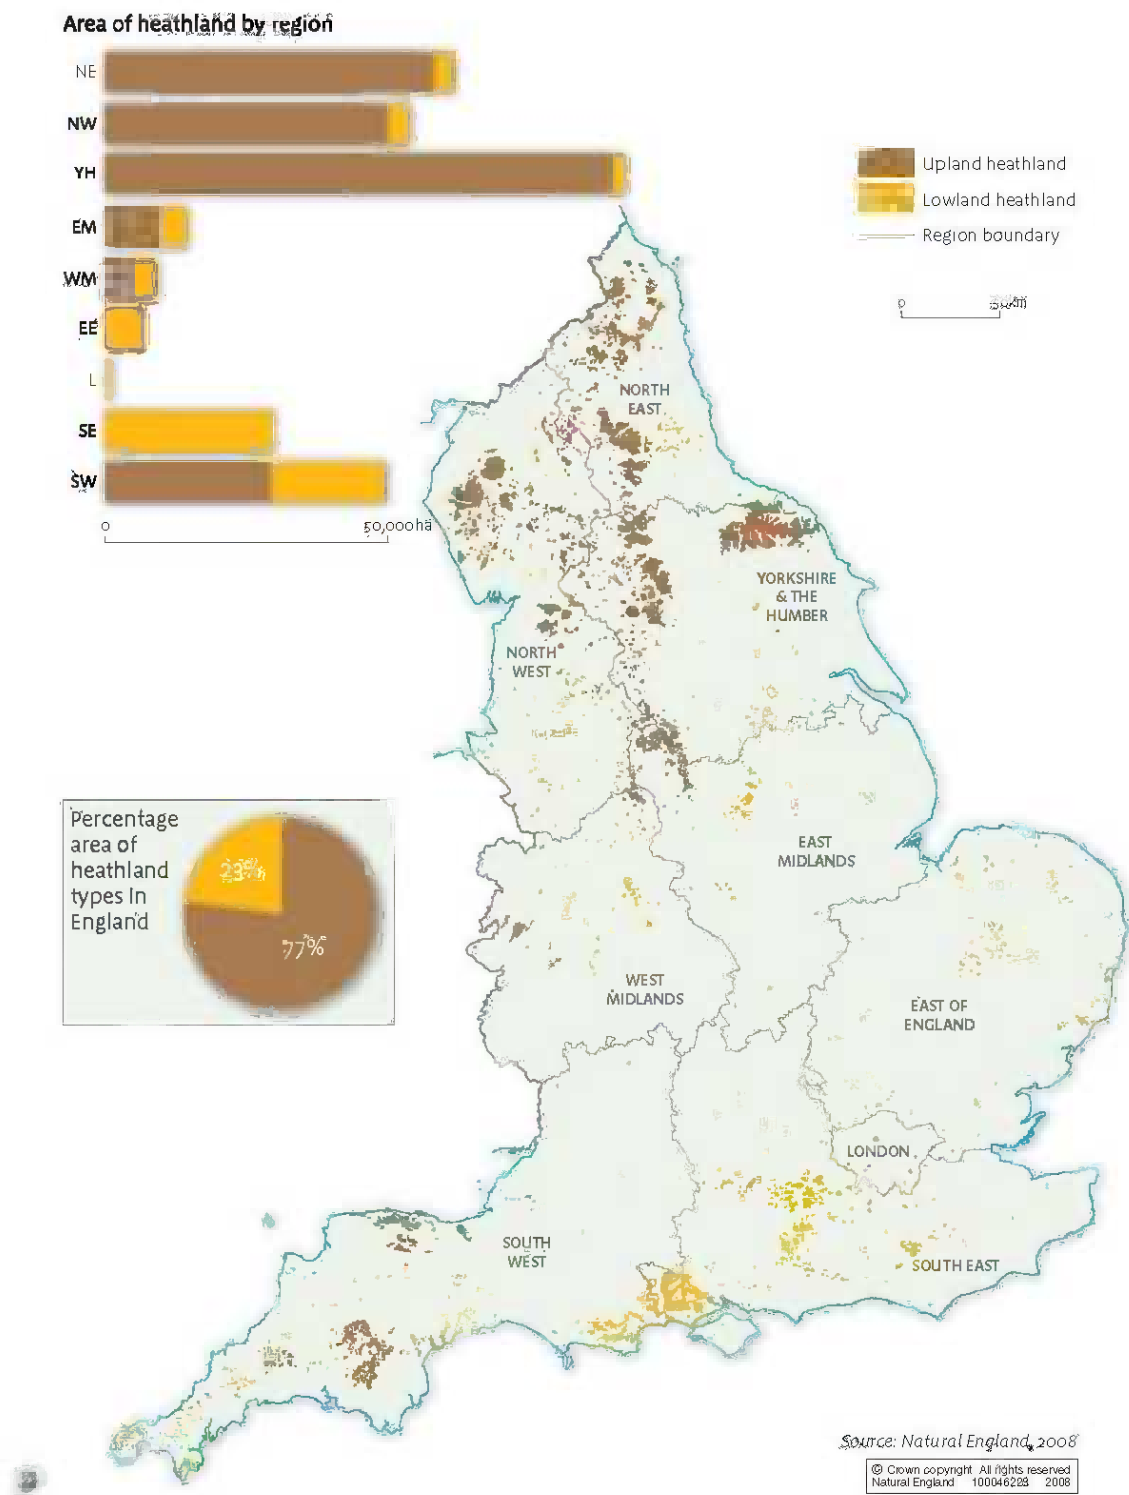 Area of heathland by region
NE
NW
YH
EM
WM
EE
L
SE
SW
0
50,000ha
Upland heathland
Lowland heathland
Region boundary
0
NORTH
EAST
YORKSHIRE
& THE
HUMBER
NORTH
WEST
EAST
MIDLANDS
WEST
MIDLANDS
EAST OF
ENGLAND
LONDON
SOUTH
WEST
SOUTH EAST
Percentage
area of
heathland
types in
England
23%
77%
Source: Natural England, 2008
© Crown copyright All rights reserved
Natural England 100046223 2008